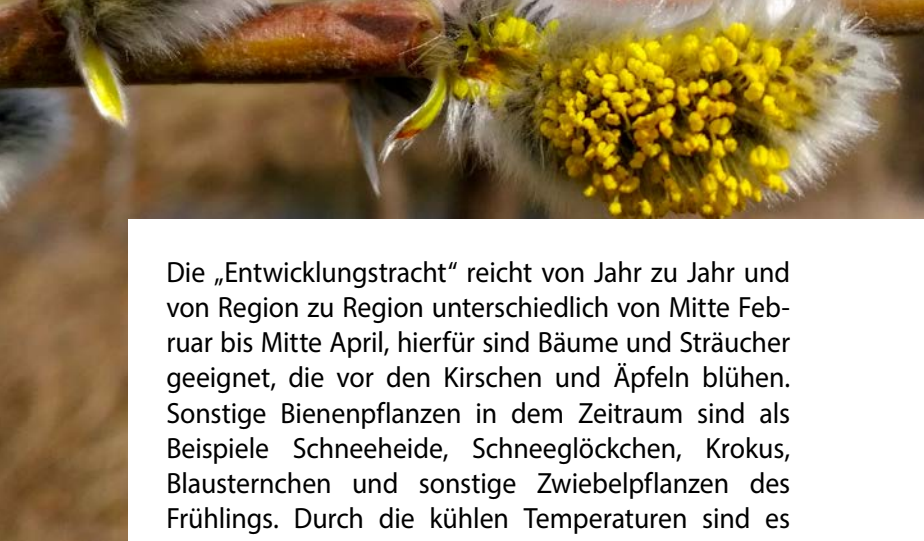 Die „Entwicklungstracht“ reicht von Jahr zu Jahr und
von Region zu Region unterschiedlich von Mitte Feb-
ruar bis Mitte April, hierfür sind Bäume und Sträucher
geeignet, die vor den Kirschen und Äpfeln blühen.
Sonstige Bienenpflanzen in dem Zeitraum sind als
Beispiele Schneeheide, Schneeglöckchen, Krokus,
Blausternchen und sonstige Zwiebelpflanzen des
Frühlings. Durch die kühlen Temperaturen sind es